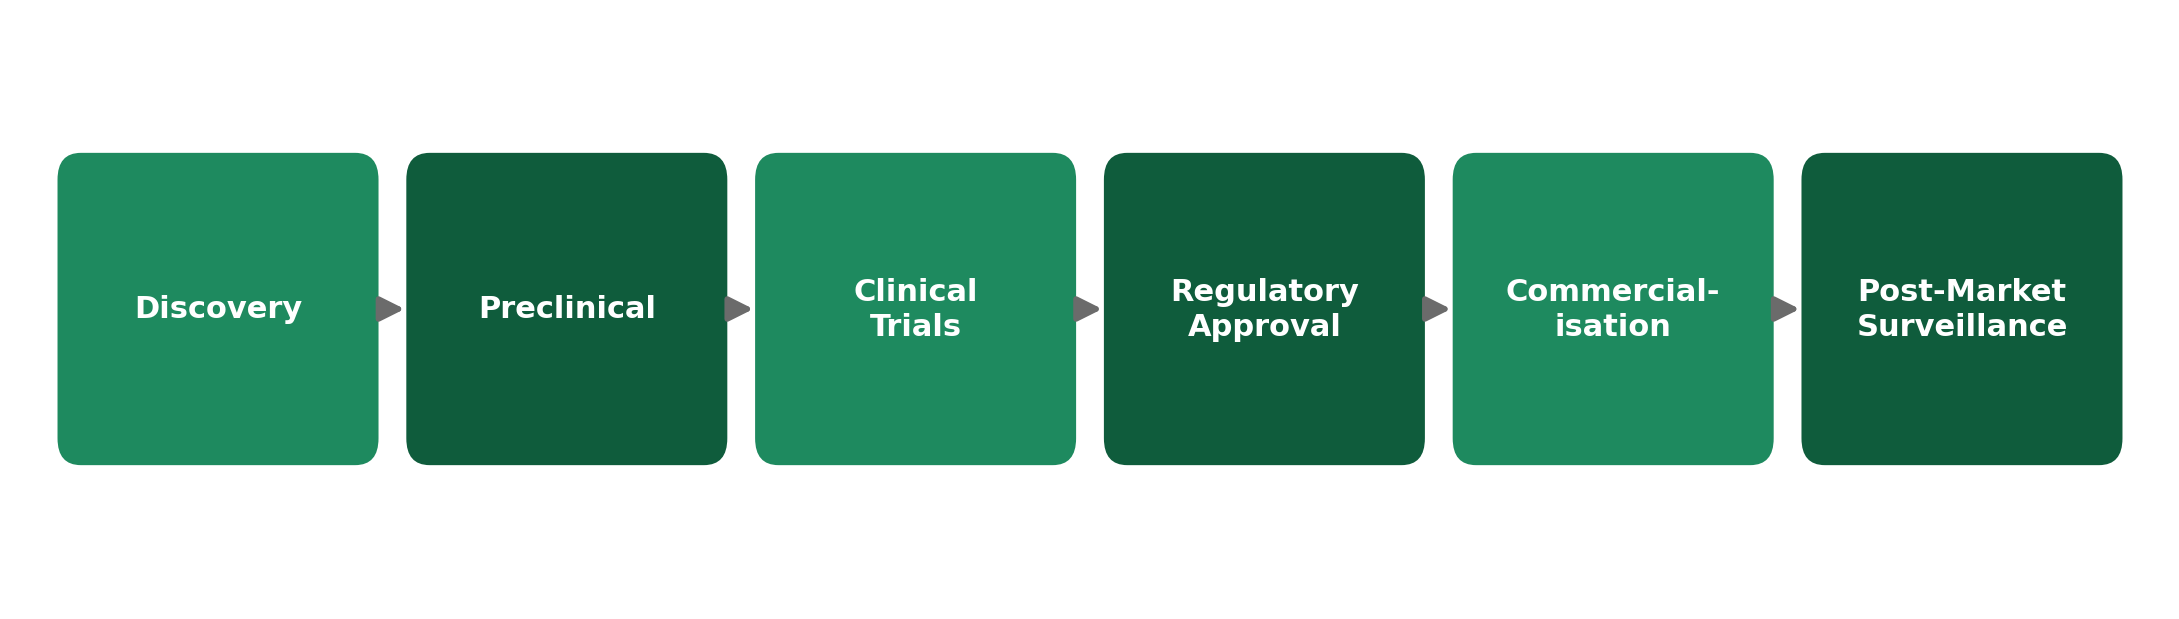 Discovery
Preclinical
Clinical
Trials
Regulatory
Approval
Commercial-
isation
Post-Market
Surveillance